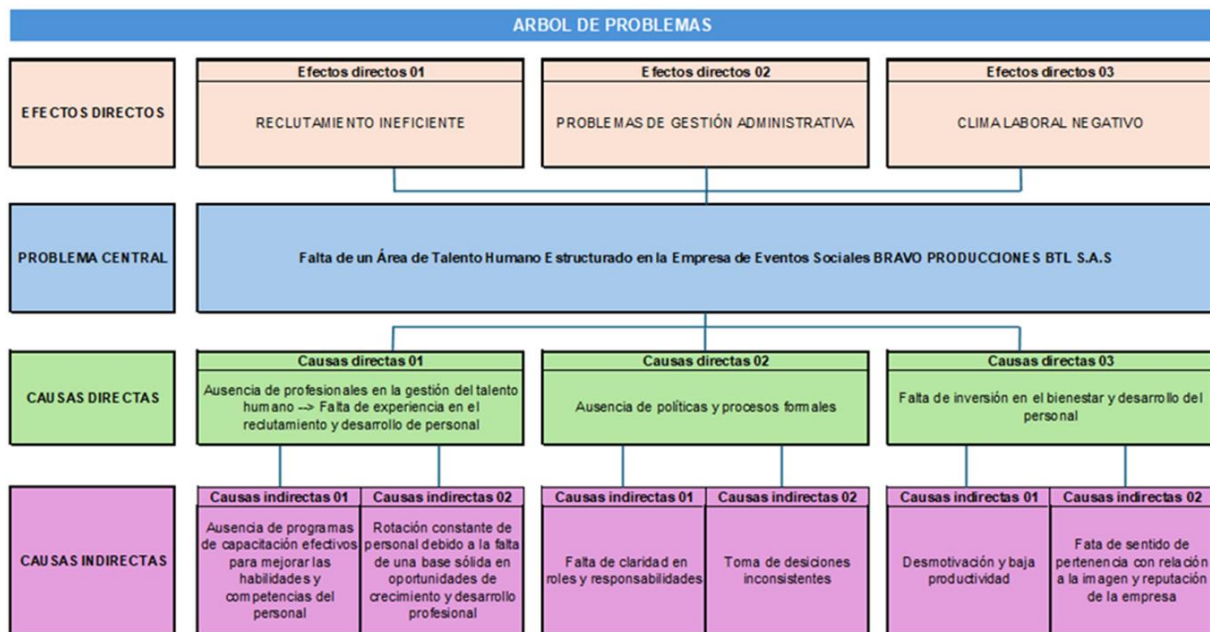 ARBOL DE PROBLEMAS
EFECTOS DIRECTOS
Efectos directos 01
RECLUTAMIENTO INEFICIENTE
Efectos directos 02
PROBLEMAS DE GESTIÓN ADMINISTRATIVA
Efectos directos 03
CLIMA LABORAL NEGATIVO
PROBLEMA CENTRAL
Falta de un Área de Talento Humano Estructurado en la Empresa de Eventos Sociales BRAVO PRODUCCIONES BTL S.A.S
CAUSAS DIRECTAS
Causas directas 01
Ausencia de profesionales en la gestión del talento
humano --> Falta de experiencia en el
reclutamiento y desarrollo de personal
Causas directas 02
Ausencia de políticas y procesos formales
Causas directas 03
Falta de inversión en el bienestar y desarrollo del
personal
CAUSAS INDIRECTAS
Causas indirectas 01
Ausencia de programas
de capacitación efectivos
para mejorar las
habilidades y
competencias del
personal
Causas indirectas 02
Rotación constante de
personal debido a la falta
de una base sólida en
oportunidades de
crecimiento y desarrollo
profesional
Causas indirectas 01
Falta de claridad en
roles y responsabilidades
Causas indirectas 02
Toma de desiciones
inconsistentes
Causas indirectas 01
Desmotivación y baja
productividad
Causas indirectas 02
Fata de sentido de
pertenencia con relación
a la imagen y reputación
de la empresa